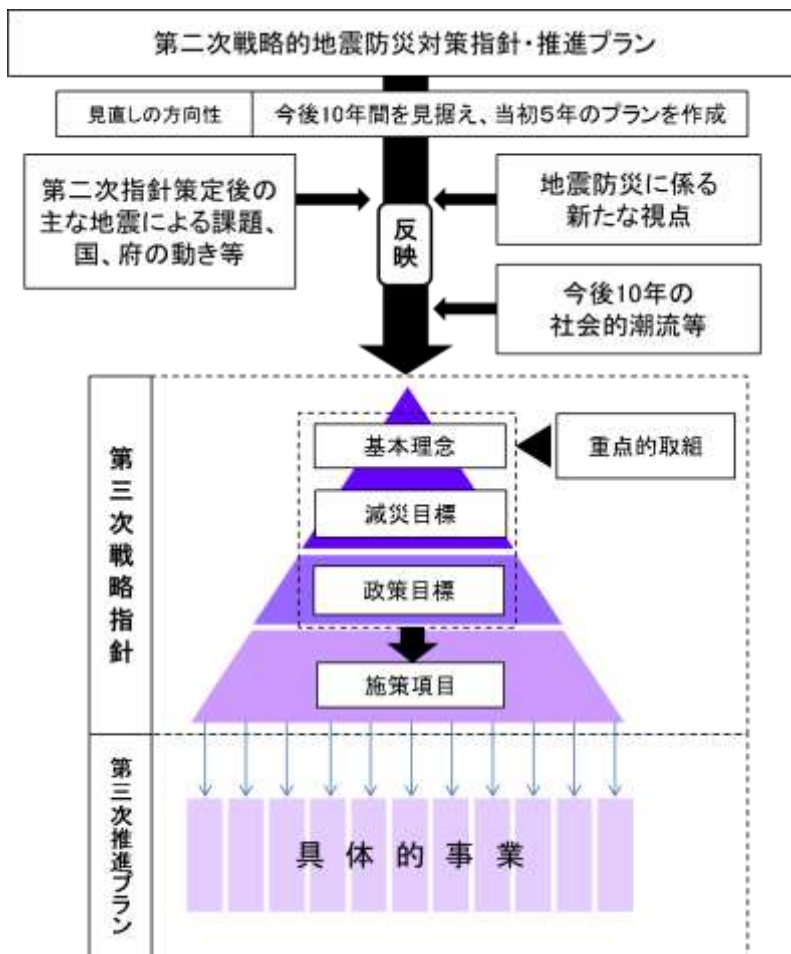 第二次戦略的地震防災対策指針・推進プラン
見直しの方向性
今後10年間を見据え、当初5年のプランを作成
第二次指針策定後の
主な地震による課題、
国、府の動き等
地震防災に係る
新たな視点
反映
今後10年の
社会的潮流等
第三次戦略指針
基本理念
重点的取組
減災目標
政策目標
施策項目
第三次推進プラン
具体的事業